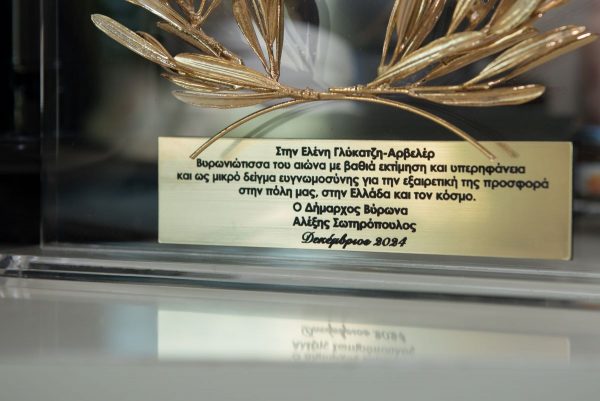 Στην Ελένη Γλύκατζη-Αρβελέρ
Βυρωνιώτισσα του αιώνα με βαθιά εκτίμηση και υπερηφάνεια
και ως μικρό δείγμα ευγνωμοσύνης για την εξαιρετική της προσφορά
στην πόλη μας, στην Ελλάδα και τον κόσμο.
Ο Δήμαρχος Βύρωνα
Αλέξης Σωτηρόπουλος
Δεκέμβριος 2024